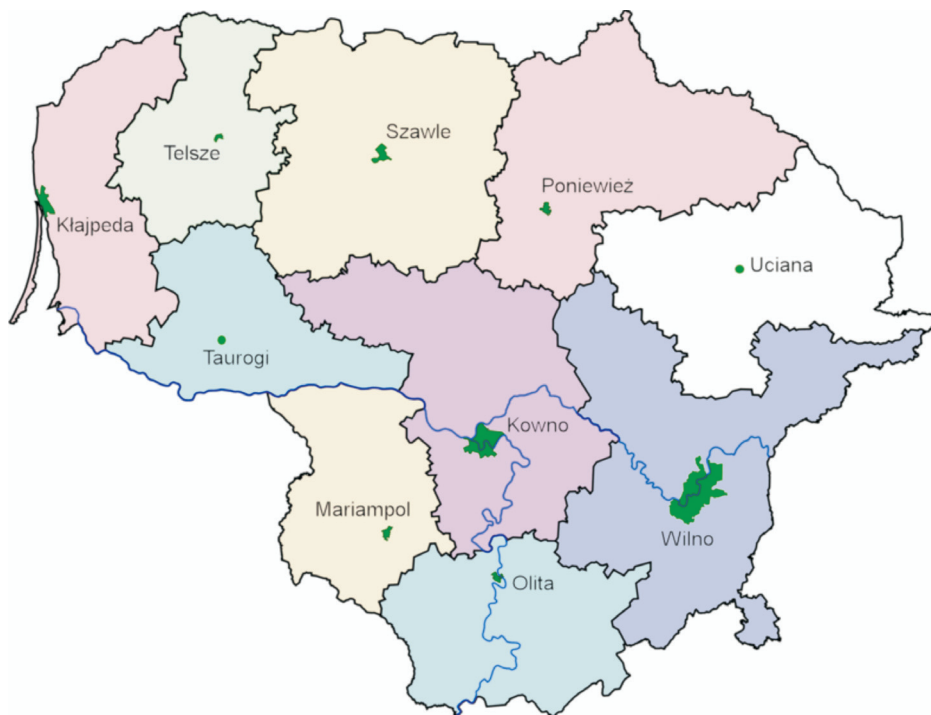 Szawle
Telsze
Poniewież
Kłajpeda
Uciana
Taurogi
Kowno
Mariampol
Wilno
Olita